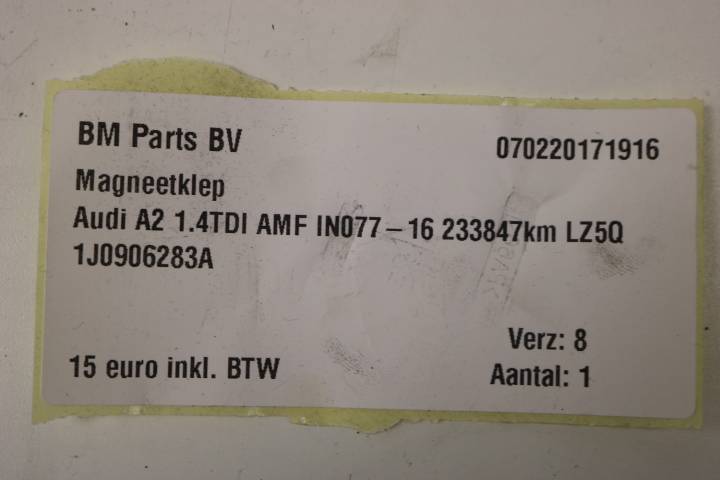 BM Parts BV 070220171916
Magneetklep
Audi A2 1.4TDI AMF IN077-16 233847km LZ5Q
1J0906283A
Verz: 8
15 euro inkl. BTW Aantal: 1